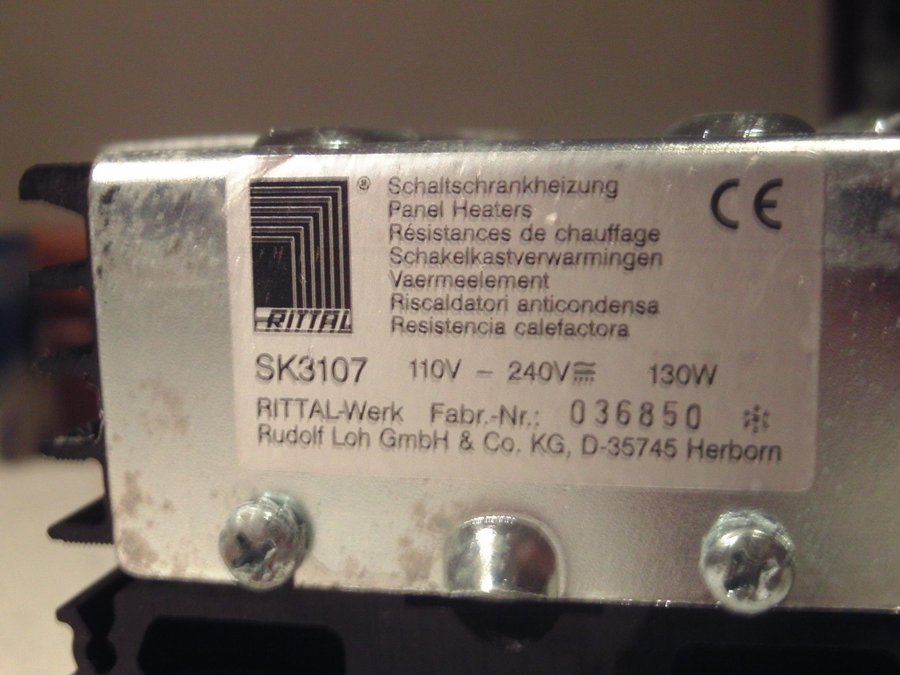 RITTAL
®
Schaltschrankheizung
Panel Heaters
Résistances de chauffage
Schakelkastverwarmingen
Vaermeelement
Riscaldatori anticondensa
Resistencia calefactora
CE
SK3107 110V – 240V 130W
RITTAL-Werk Fabr.-Nr.: 036850
Rudolf Loh GmbH & Co. KG, D-35745 Herborn